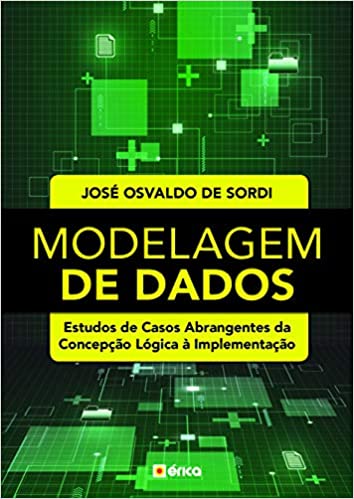 JOSÉ OSVALDO DE SORDI
MODELAGEM
DE DADOS
Estudos de Casos Abrangentes da
Concepção Lógica à Implementação
érica